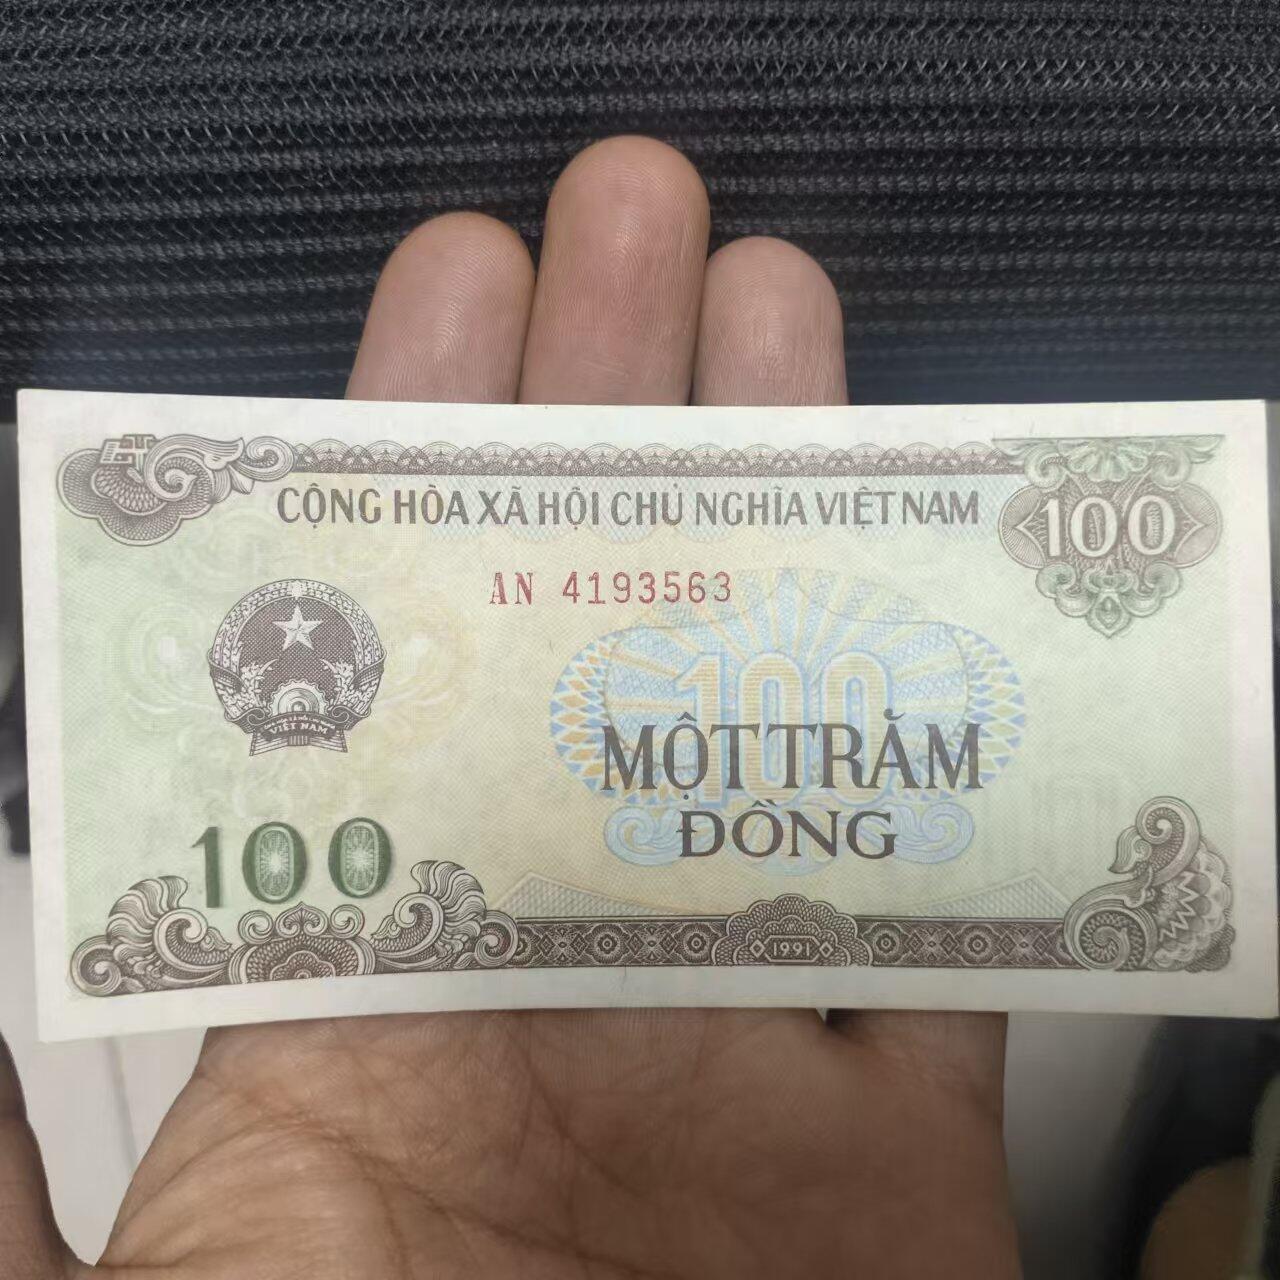 CỘNG HÒA XÃ HỘI CHỦ NGHĨA VIỆT NAM
100
AN 4193563
100
VIỆT NAM
MỘT TRĂM
ĐỒNG
100
1991